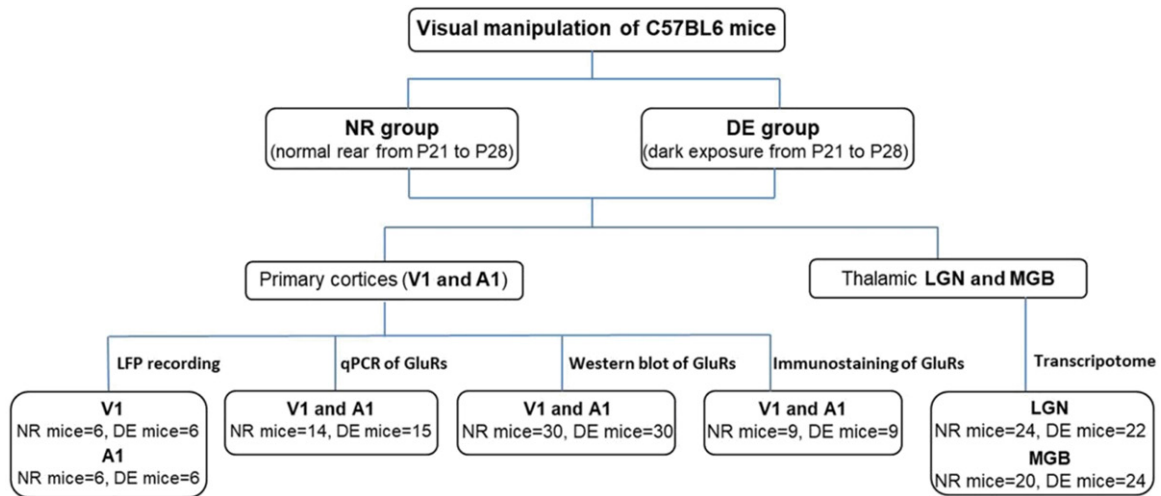 Visual manipulation of C57BL6 mice
NR group
(normal rear from P21 to P28)
DE group
(dark exposure from P21 to P28)
Primary cortices (V1 and A1)
Thalamic LGN and MGB
LFP recording
qPCR of GluRs
Western blot of GluRs
Immunostaining of GluRs
Transcripotome
V1
NR mice=6, DE mice=6
A1
NR mice=6, DE mice=6
V1 and A1
NR mice=14, DE mice=15
V1 and A1
NR mice=30, DE mice=30
V1 and A1
NR mice=9, DE mice=9
LGN
NR mice=24, DE mice=22
MGB
NR mice=20, DE mice=24